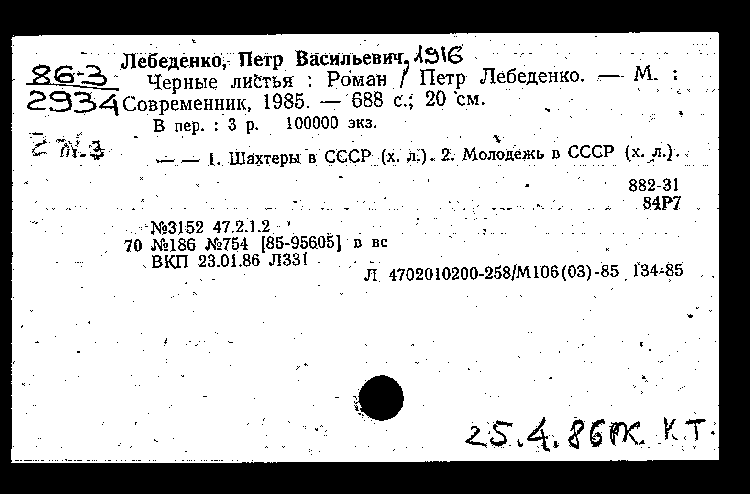 Лебеденко, Петр Васильевич, 1916
86-3
Черные листья : Роман / Петр Лебеденко. — М. :
2934
Современник, 1985. — 688 с.; 20 см.
В пер. : 3 р. 100000 экз.
— — 1. Шахтеры в СССР (х. л.). 2. Молодежь в СССР (х. л.).
882-31
84Р7
№3152 47.2.1.2
70 №186 №754 [85-95605] п вс
ВКП 23.01.86 Л331
Л 4702010200-258/М106(03)-85 134-85
25.4.86 К.Т.